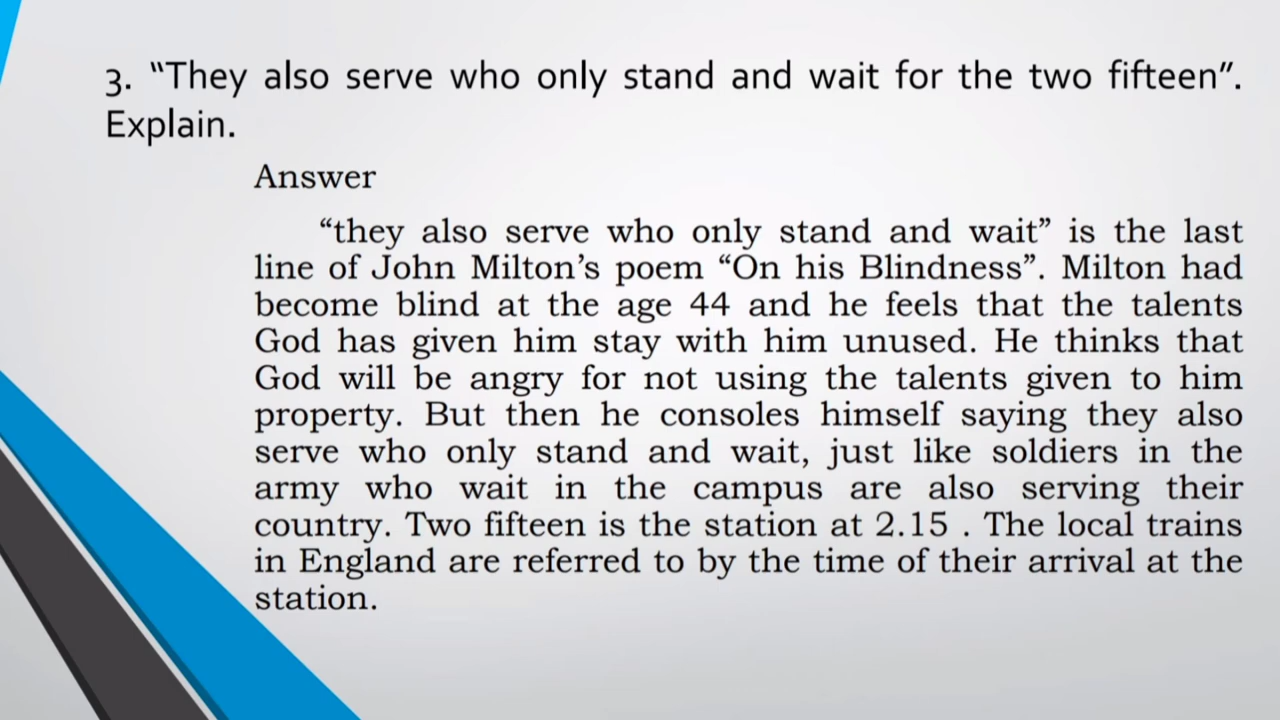 3. “They also serve who only stand and wait for the two fifteen”.
Explain.
Answer
“they also serve who only stand and wait” is the last
line of John Milton’s poem “On his Blindness”. Milton had
become blind at the age 44 and he feels that the talents
God has given him stay with him unused. He thinks that
God will be angry for not using the talents given to him
property. But then he consoles himself saying they also
serve who only stand and wait, just like soldiers in the
army who wait in the campus are also serving their
country. Two fifteen is the station at 2.15 . The local trains
in England are referred to by the time of their arrival at the
station.